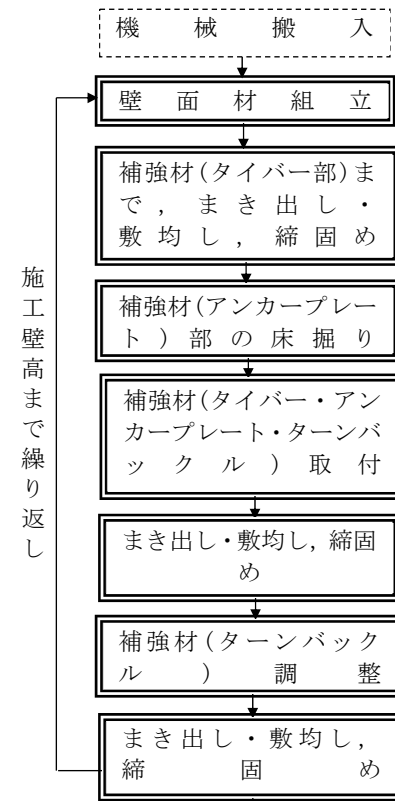 機械搬入
壁面材組立
補強材(タイバー部)ま
で，まき出し・
敷均し，締固め
補強材(アンカープレー
ト)部の床掘り
補強材(タイバー・アン
カープレート・ターンバ
ックル)取付
まき出し・敷均し，締固
め
補強材(ターンバック
ル)調整
まき出し・敷均し，
締固め
施工壁高まで繰り返し